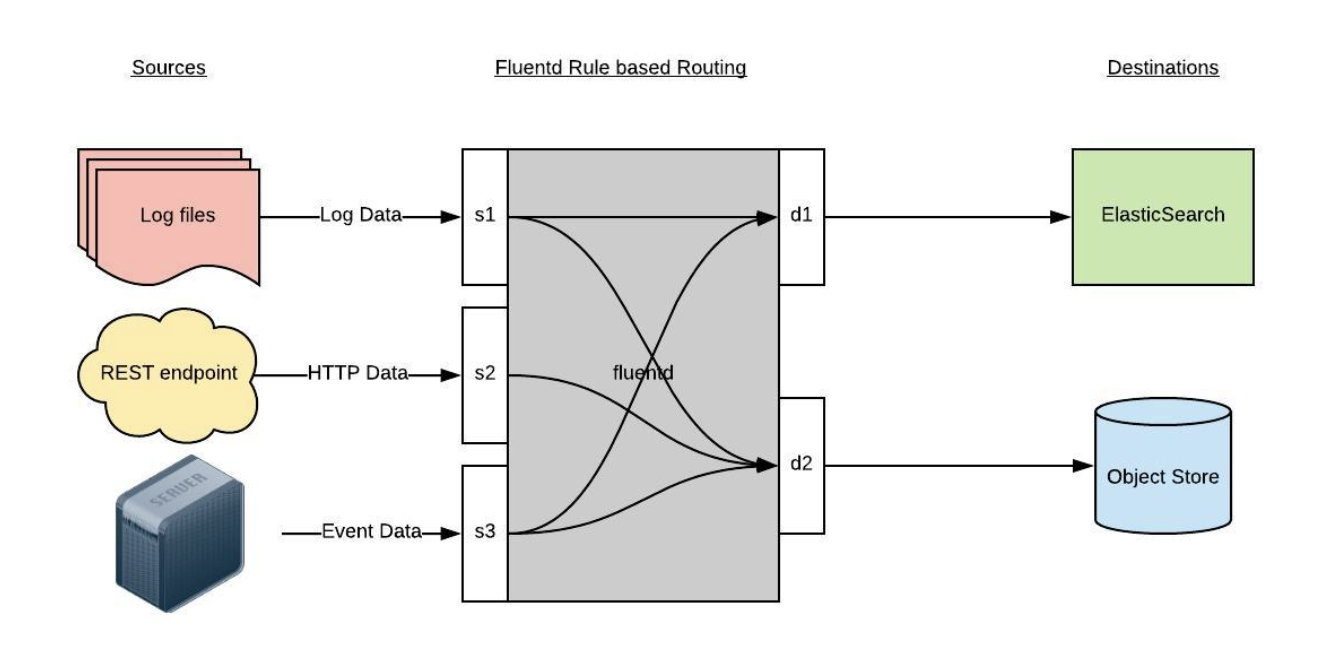 Sources
Fluentd Rule based Routing
Destinations
Log files
Log Data
s1
d1
ElasticSearch
REST endpoint
HTTP Data
s2
fluentd
SERVER
Event Data
s3
d2
Object Store